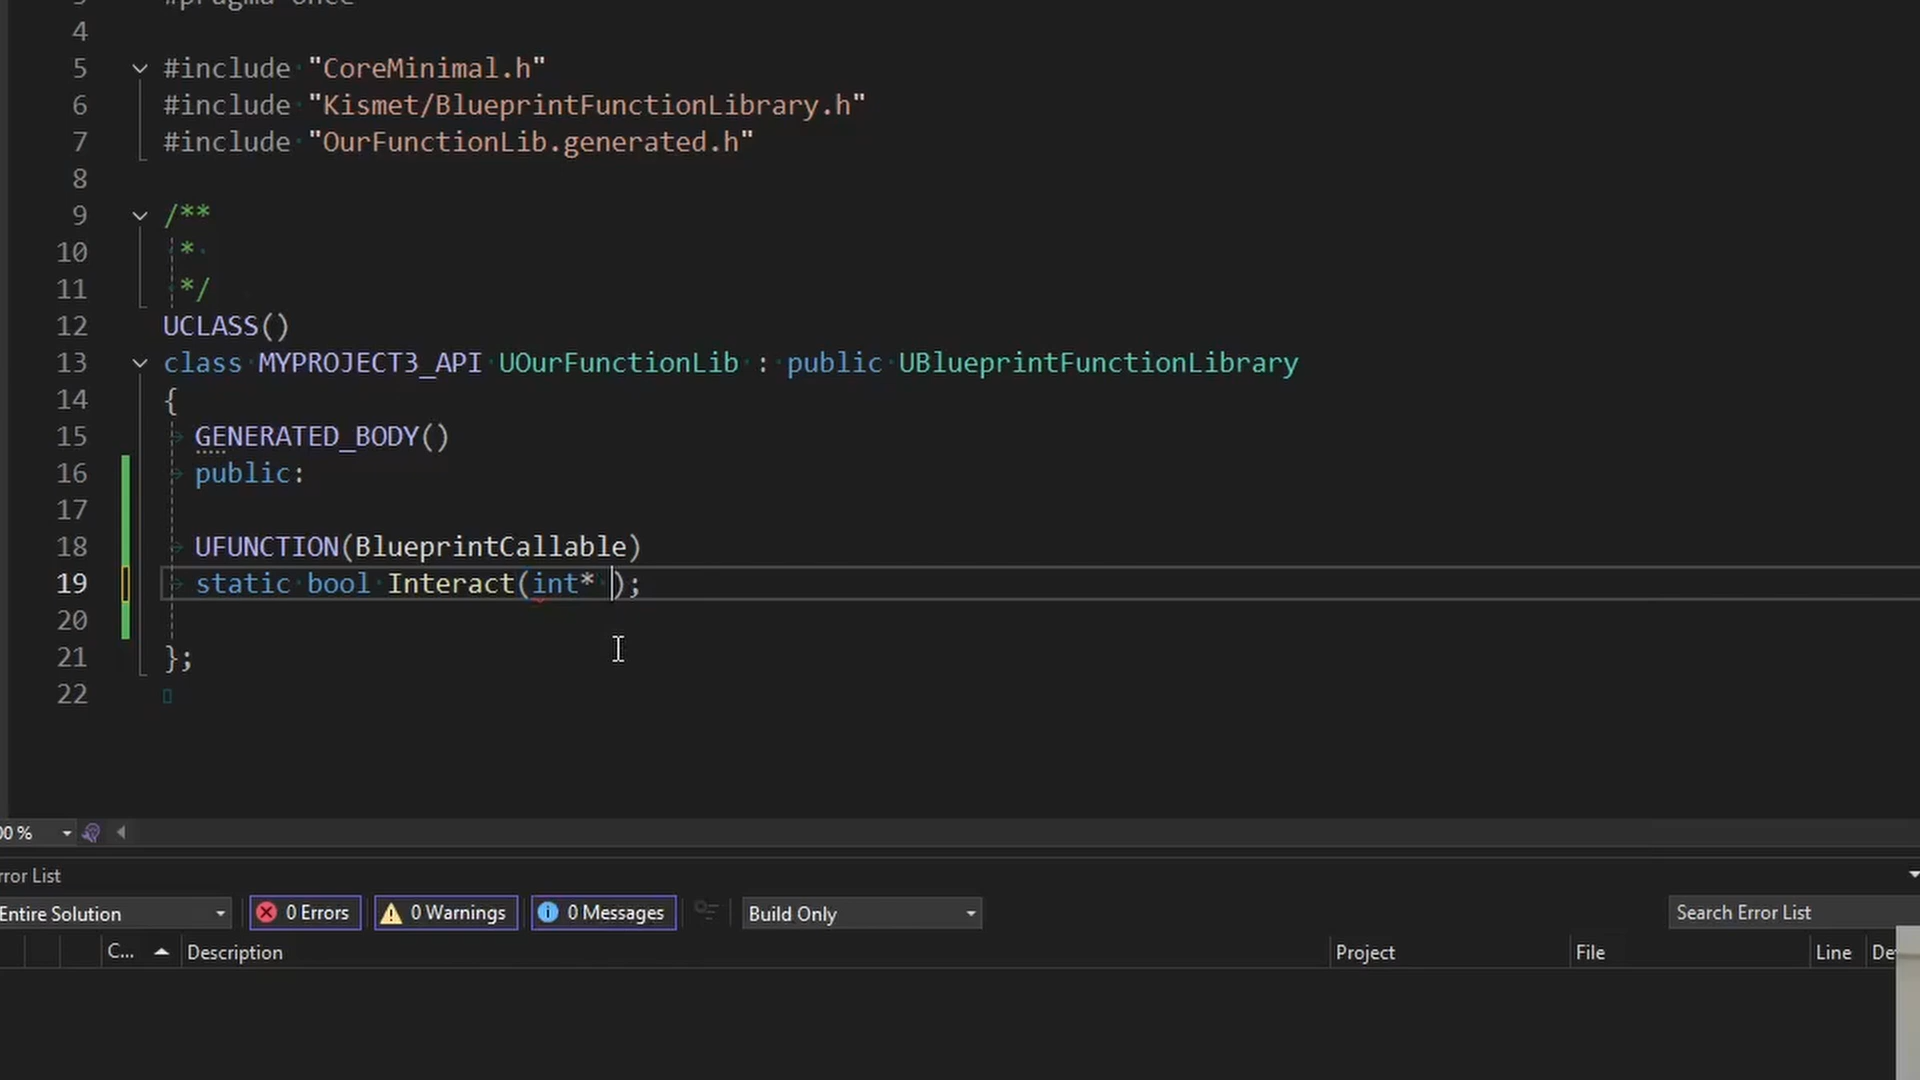 #pragma once
4
5 #include "CoreMinimal.h"
6 #include "Kismet/BlueprintFunctionLibrary.h"
7 #include "OurFunctionLib.generated.h"
8
9 /**
10 *
11 */
12 UCLASS()
13 class MYPROJECT3_API UOurFunctionLib : public UBlueprintFunctionLibrary
14 {
15 GENERATED_BODY()
16 public:
17
18 UFUNCTION(BlueprintCallable)
19 static bool Interact(int* );
20
21 };
22
00 %
rror List
Entire Solution 0 Errors 0 Warnings 0 Messages Build Only Search Error List
C... Description Project File Line De